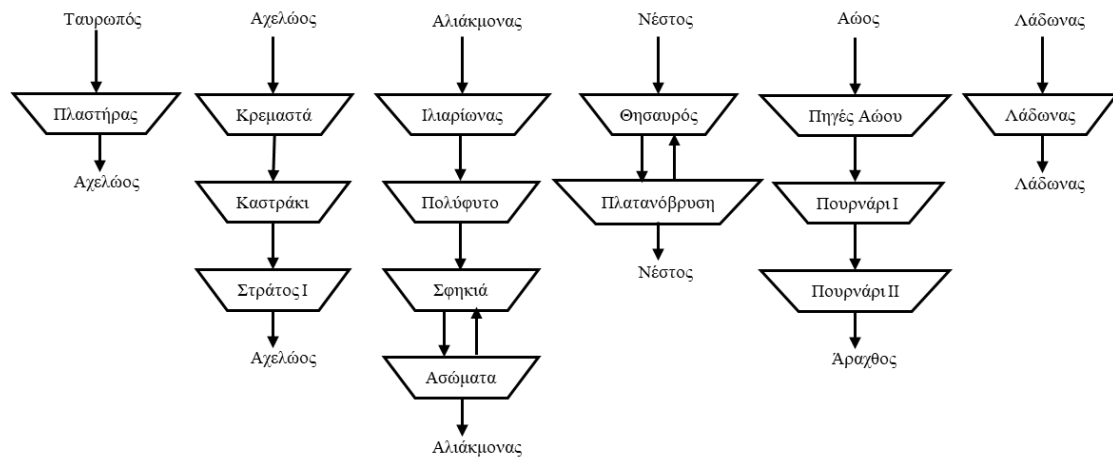 Ταυρωπός
Αχελώος
Αλιάκμονας
Νέστος
Αώος
Λάδωνας
Πλαστήρας
Κρεμαστά
Ιλιαρίωνας
Θησαυρός
Πηγές Αώου
Λάδωνας
Αχελώος
Καστράκι
Πολύφυτο
Πλατανόβρυση
Πουρνάρι Ι
Λάδωνας
Στράτος Ι
Σφηκιά
Νέστος
Πουρνάρι ΙΙ
Αχελώος
Ασώματα
Άραχθος
Αλιάκμονας